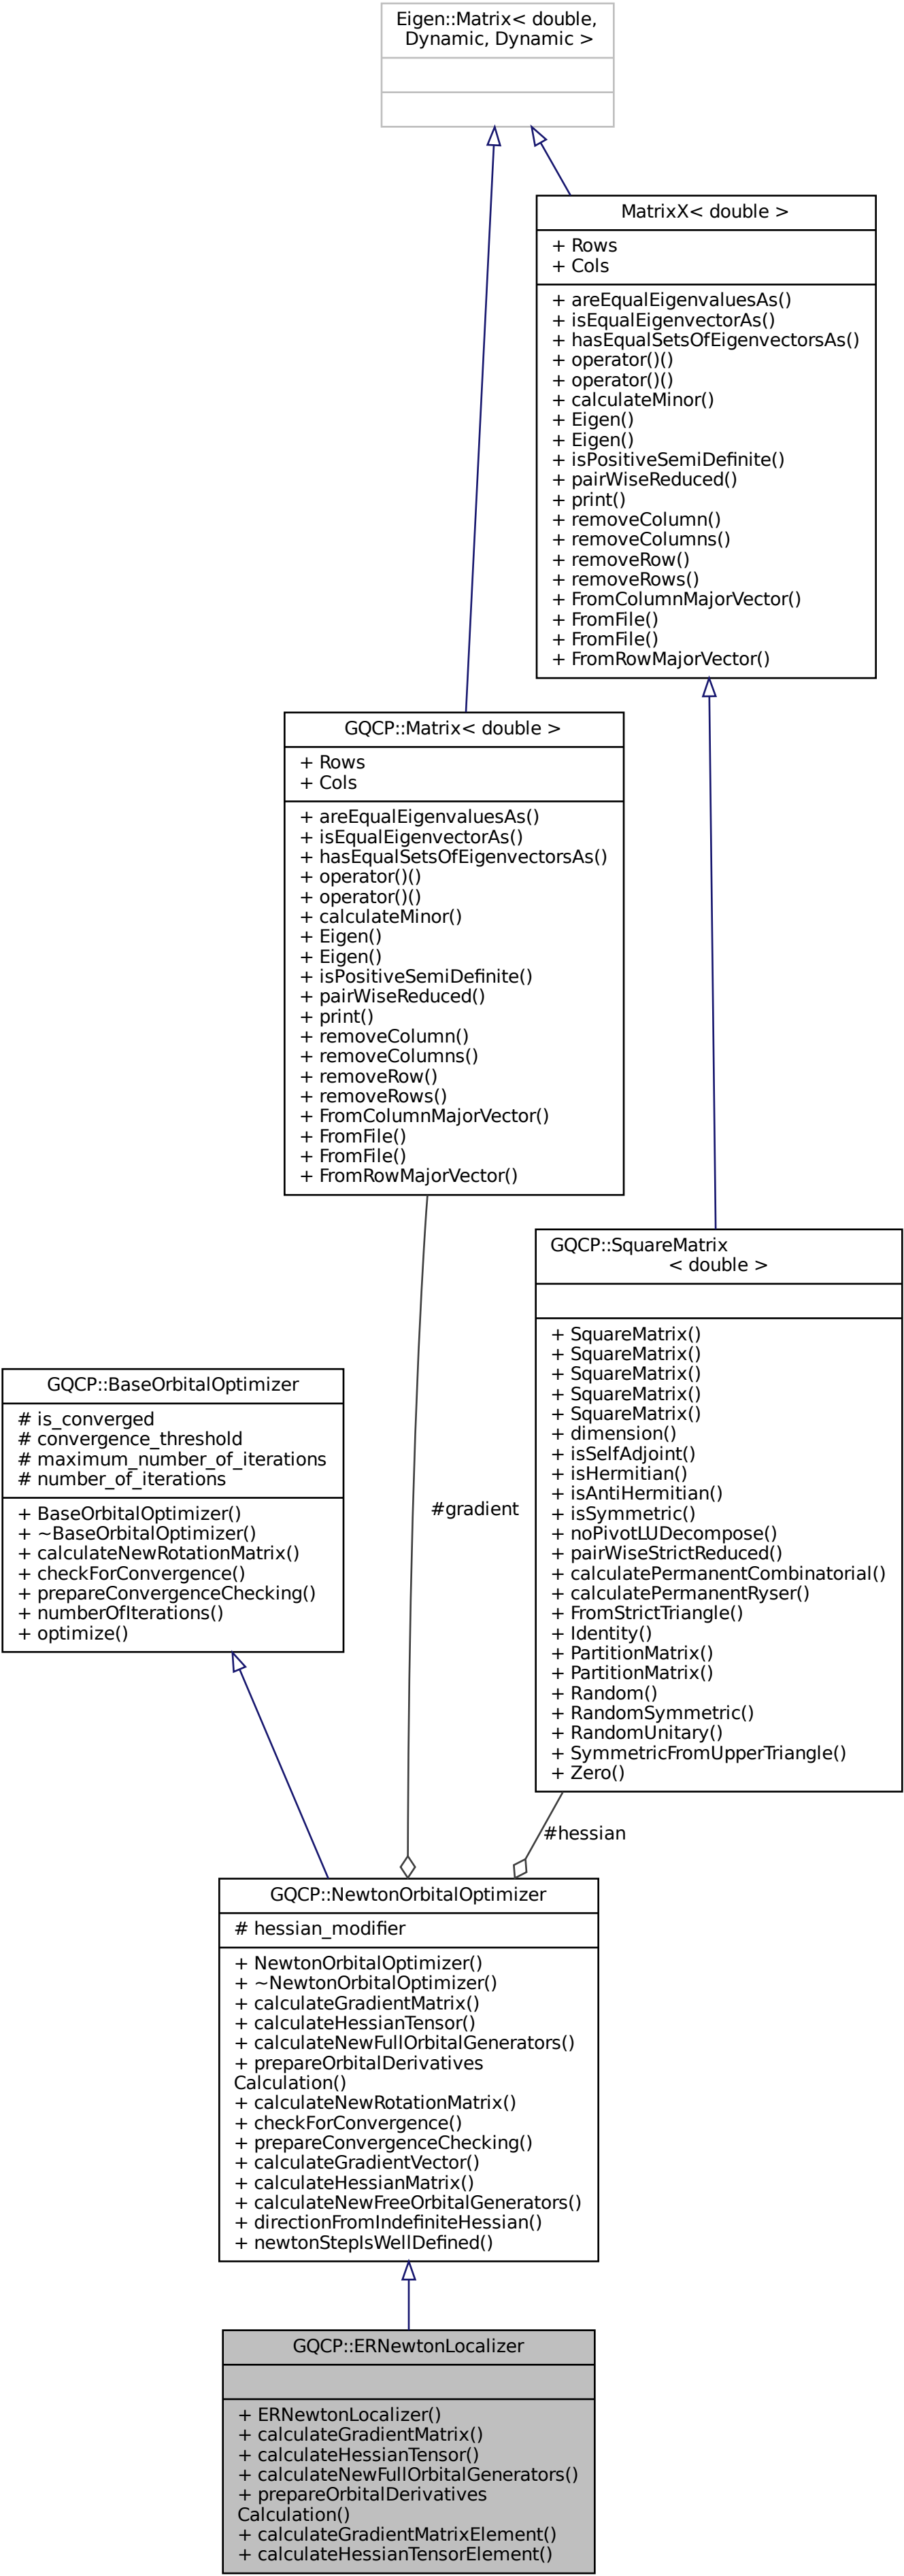 Eigen::Matrix< double,
Dynamic, Dynamic >
MatrixX< double >
+ Rows
+ Cols
+ areEqualEigenvaluesAs()
+ isEqualEigenvectorAs()
+ hasEqualSetsOfEigenvectorsAs()
+ operator()()
+ operator()()
+ calculateMinor()
+ Eigen()
+ Eigen()
+ isPositiveSemiDefinite()
+ pairWiseReduced()
+ print()
+ removeColumn()
+ removeColumns()
+ removeRow()
+ removeRows()
+ FromColumnMajorVector()
+ FromFile()
+ FromFile()
+ FromRowMajorVector()
GQCP::Matrix< double >
+ Rows
+ Cols
+ areEqualEigenvaluesAs()
+ isEqualEigenvectorAs()
+ hasEqualSetsOfEigenvectorsAs()
+ operator()()
+ operator()()
+ calculateMinor()
+ Eigen()
+ Eigen()
+ isPositiveSemiDefinite()
+ pairWiseReduced()
+ print()
+ removeColumn()
+ removeColumns()
+ removeRow()
+ removeRows()
+ FromColumnMajorVector()
+ FromFile()
+ FromFile()
+ FromRowMajorVector()
GQCP::SquareMatrix
< double >
+ SquareMatrix()
+ SquareMatrix()
+ SquareMatrix()
+ SquareMatrix()
+ SquareMatrix()
+ dimension()
+ isSelfAdjoint()
+ isHermitian()
+ isAntiHermitian()
+ isSymmetric()
+ noPivotLUDecompose()
+ pairWiseStrictReduced()
+ calculatePermanentCombinatorial()
+ calculatePermanentRyser()
+ FromStrictTriangle()
+ Identity()
+ PartitionMatrix()
+ PartitionMatrix()
+ Random()
+ RandomSymmetric()
+ RandomUnitary()
+ SymmetricFromUpperTriangle()
+ Zero()
GQCP::BaseOrbitalOptimizer
# is_converged
# convergence_threshold
# maximum_number_of_iterations
# number_of_iterations
+ BaseOrbitalOptimizer()
+ ~BaseOrbitalOptimizer()
+ calculateNewRotationMatrix()
+ checkForConvergence()
+ prepareConvergenceChecking()
+ numberOfIterations()
+ optimize()
#gradient
#hessian
GQCP::NewtonOrbitalOptimizer
# hessian_modifier
+ NewtonOrbitalOptimizer()
+ ~NewtonOrbitalOptimizer()
+ calculateGradientMatrix()
+ calculateHessianTensor()
+ calculateNewFullOrbitalGenerators()
+ prepareOrbitalDerivatives
Calculation()
+ calculateNewRotationMatrix()
+ checkForConvergence()
+ prepareConvergenceChecking()
+ calculateGradientVector()
+ calculateHessianMatrix()
+ calculateNewFreeOrbitalGenerators()
+ directionFromIndefiniteHessian()
+ newtonStepIsWellDefined()
GQCP::ERNewtonLocalizer
+ ERNewtonLocalizer()
+ calculateGradientMatrix()
+ calculateHessianTensor()
+ calculateNewFullOrbitalGenerators()
+ prepareOrbitalDerivatives
Calculation()
+ calculateGradientMatrixElement()
+ calculateHessianTensorElement()